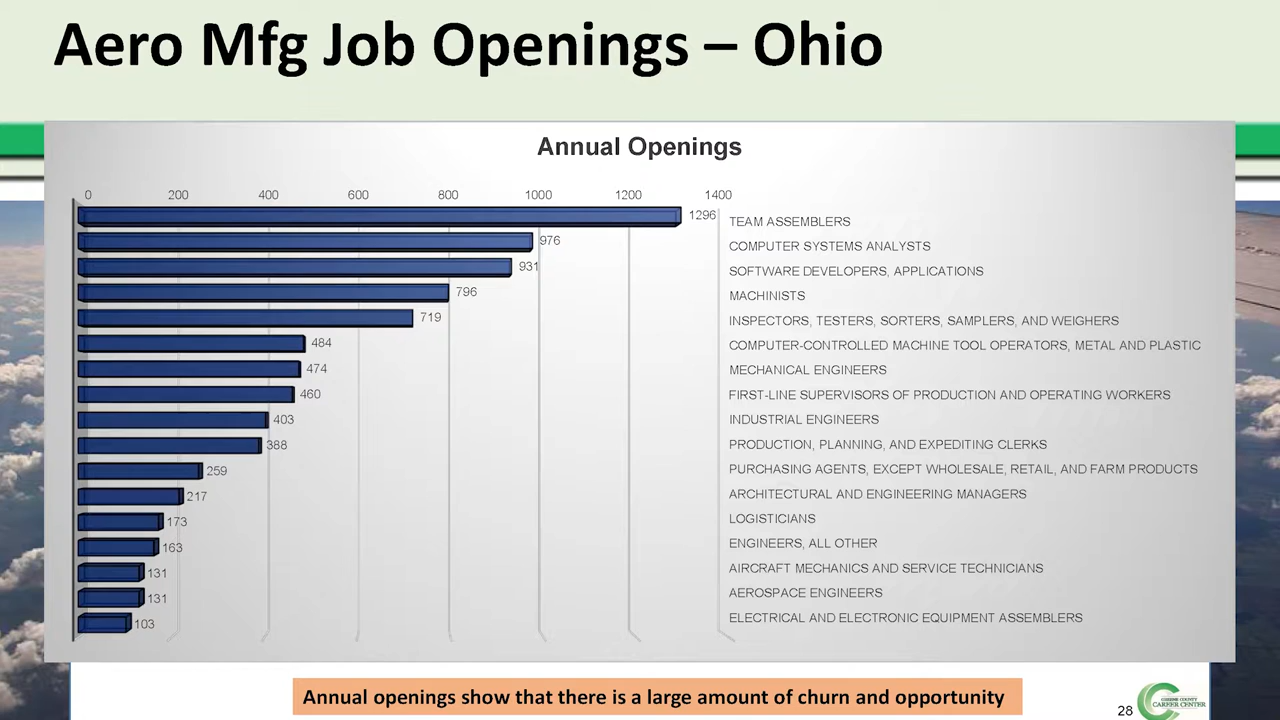 Aero Mfg Job Openings – Ohio
Annual Openings
0 200 400 600 800 1000 1200 1400
1296 TEAM ASSEMBLERS
976 COMPUTER SYSTEMS ANALYSTS
931 SOFTWARE DEVELOPERS, APPLICATIONS
796 MACHINISTS
719 INSPECTORS, TESTERS, SORTERS, SAMPLERS, AND WEIGHERS
484 COMPUTER-CONTROLLED MACHINE TOOL OPERATORS, METAL AND PLASTIC
474 MECHANICAL ENGINEERS
460 FIRST-LINE SUPERVISORS OF PRODUCTION AND OPERATING WORKERS
403 INDUSTRIAL ENGINEERS
388 PRODUCTION, PLANNING, AND EXPEDITING CLERKS
259 PURCHASING AGENTS, EXCEPT WHOLESALE, RETAIL, AND FARM PRODUCTS
217 ARCHITECTURAL AND ENGINEERING MANAGERS
173 LOGISTICIANS
163 ENGINEERS, ALL OTHER
131 AIRCRAFT MECHANICS AND SERVICE TECHNICIANS
131 AEROSPACE ENGINEERS
103 ELECTRICAL AND ELECTRONIC EQUIPMENT ASSEMBLERS
Annual openings show that there is a large amount of churn and opportunity
28
GREENE COUNTY
CAREER CENTER